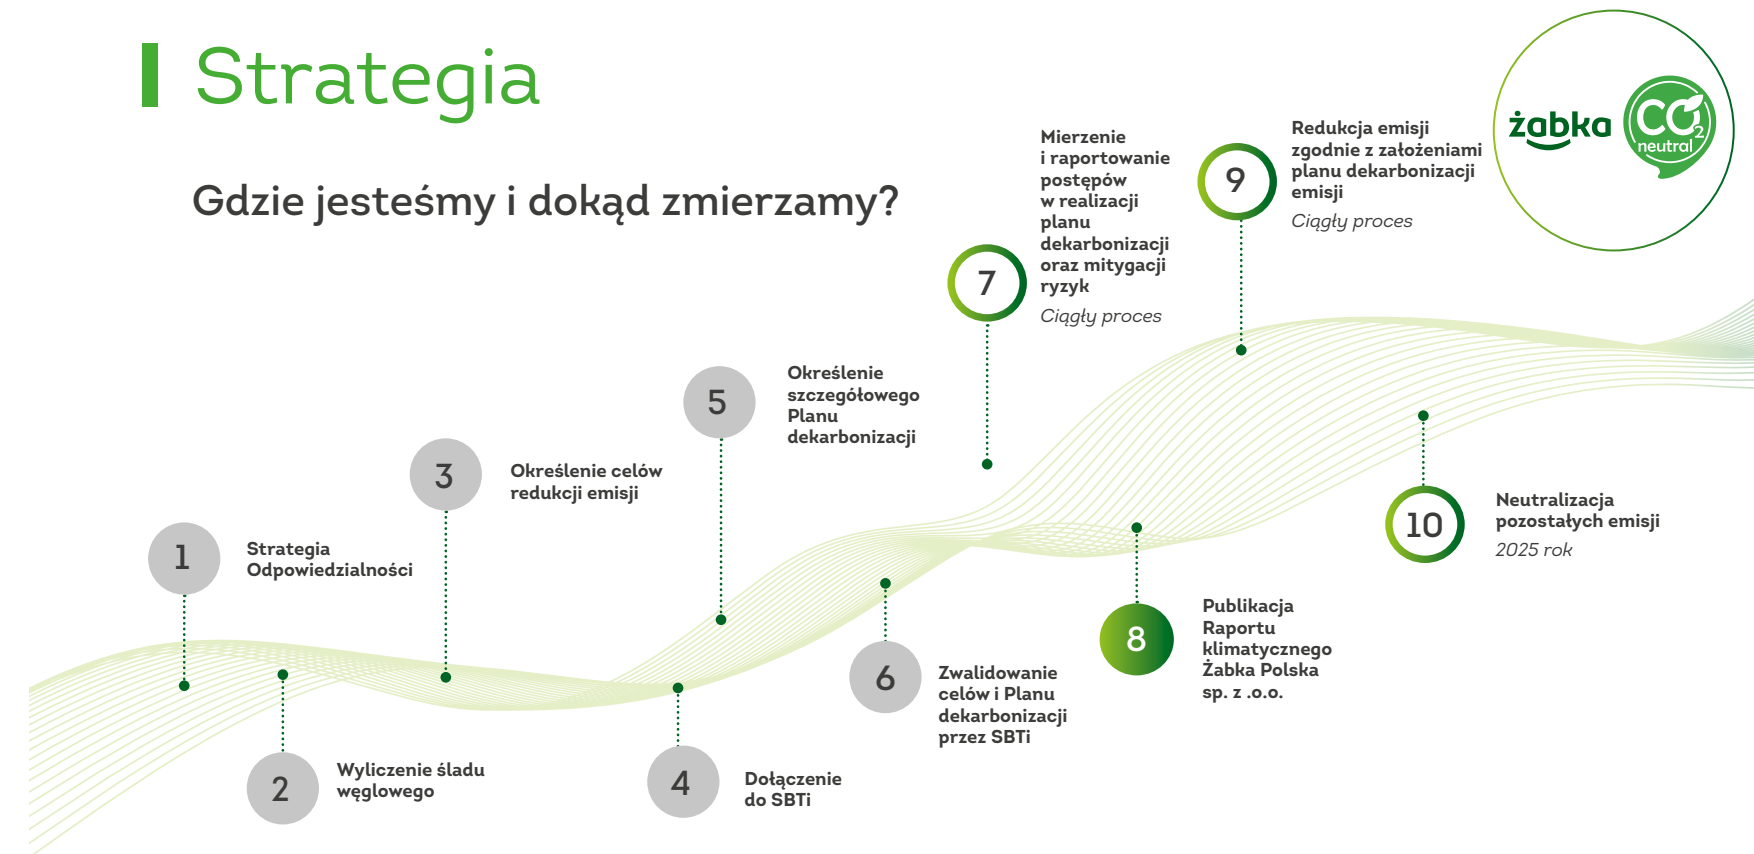 Strategia
Gdzie jesteśmy i dokąd zmierzamy?
żabka
CO2
neutral
1
Strategia
Odpowiedzialności
2
Wyliczenie śladu
węglowego
3
Określenie celów
redukcji emisji
4
Dołączenie
do SBTi
5
Określenie
szczegółowego
Planu
dekarbonizacji
6
Zwalidowanie
celów i Planu
dekarbonizacji
przez SBTi
7
Mierzenie
i raportowanie
postępów
w realizacji
planu
dekarbonizacji
oraz mitygacji
ryzyk
Ciągły proces
8
Publikacja
Raportu
klimatycznego
Żabka Polska
sp. z .o.o.
9
Redukcja emisji
zgodnie z założeniami
planu dekarbonizacji
emisji
Ciągły proces
10
Neutralizacja
pozostałych emisji
2025 rok